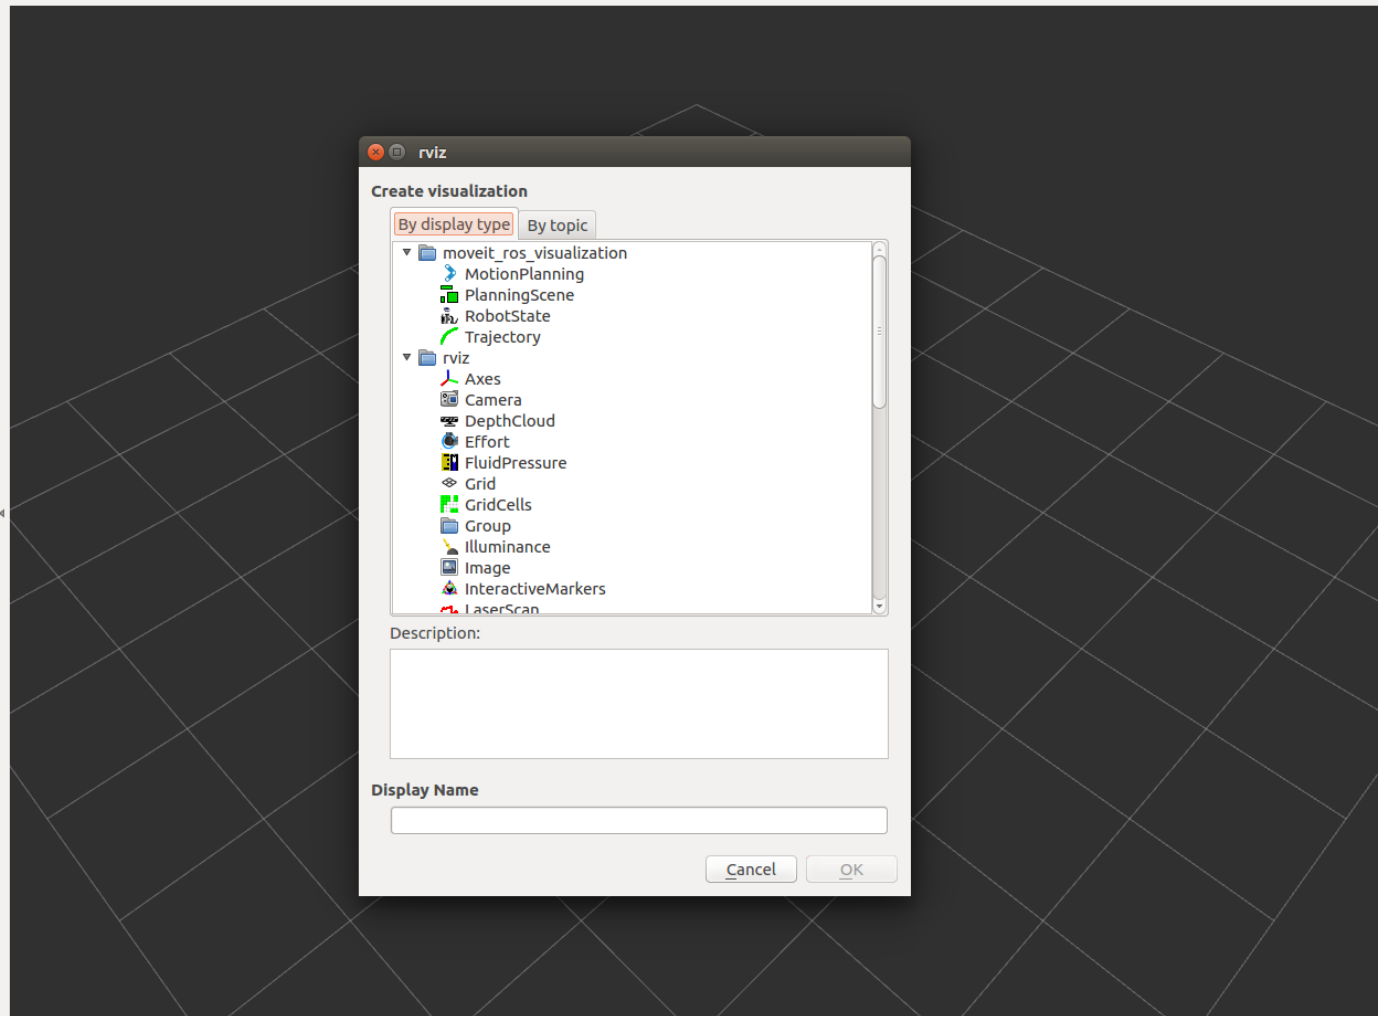 rviz
Create visualization
By display type
By topic
moveit_ros_visualization
MotionPlanning
PlanningScene
RobotState
Trajectory
rviz
Axes
Camera
DepthCloud
Effort
FluidPressure
Grid
GridCells
Group
Illuminance
Image
InteractiveMarkers
LaserScan
Description:
Display Name
Cancel
OK